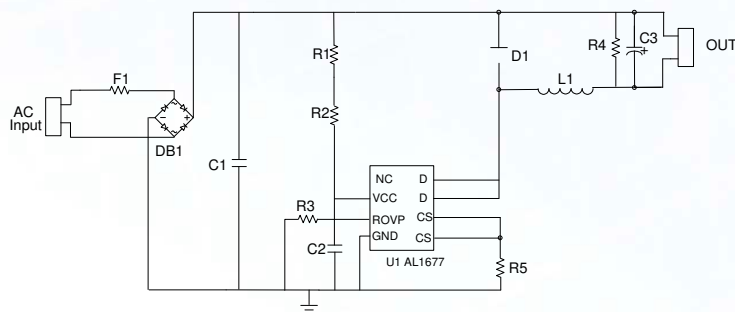 R1
D1
R4
C3
+
OUT
F1
L1
AC
Input
R2
DB1
C1
NC
D
VCC
D
R3
ROVP
CS
GND
CS
C2
R5
U1 AL1677